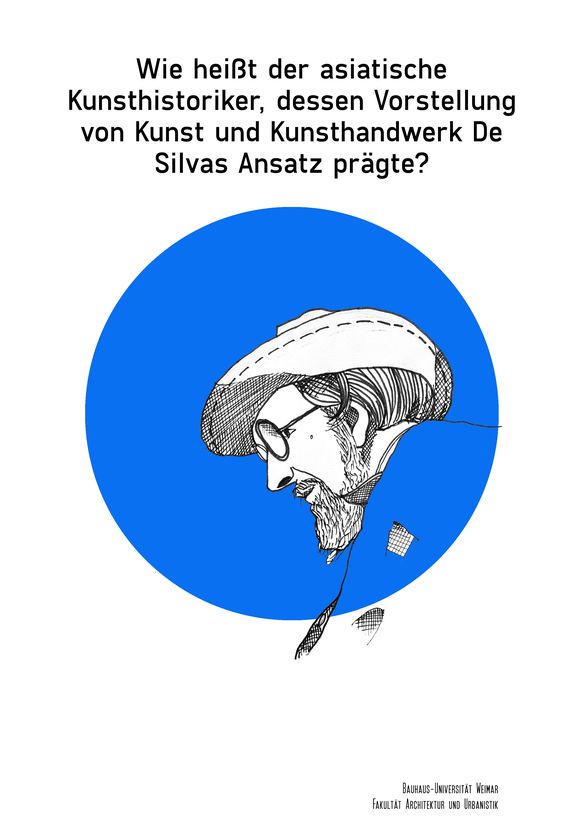 Wie heißt der asiatische
Kunsthistoriker, dessen Vorstellung
von Kunst und Kunsthandwerk De
Silvas Ansatz prägte?
Bauhaus-Universität Weimar
Fakultät Architektur und Urbanistik